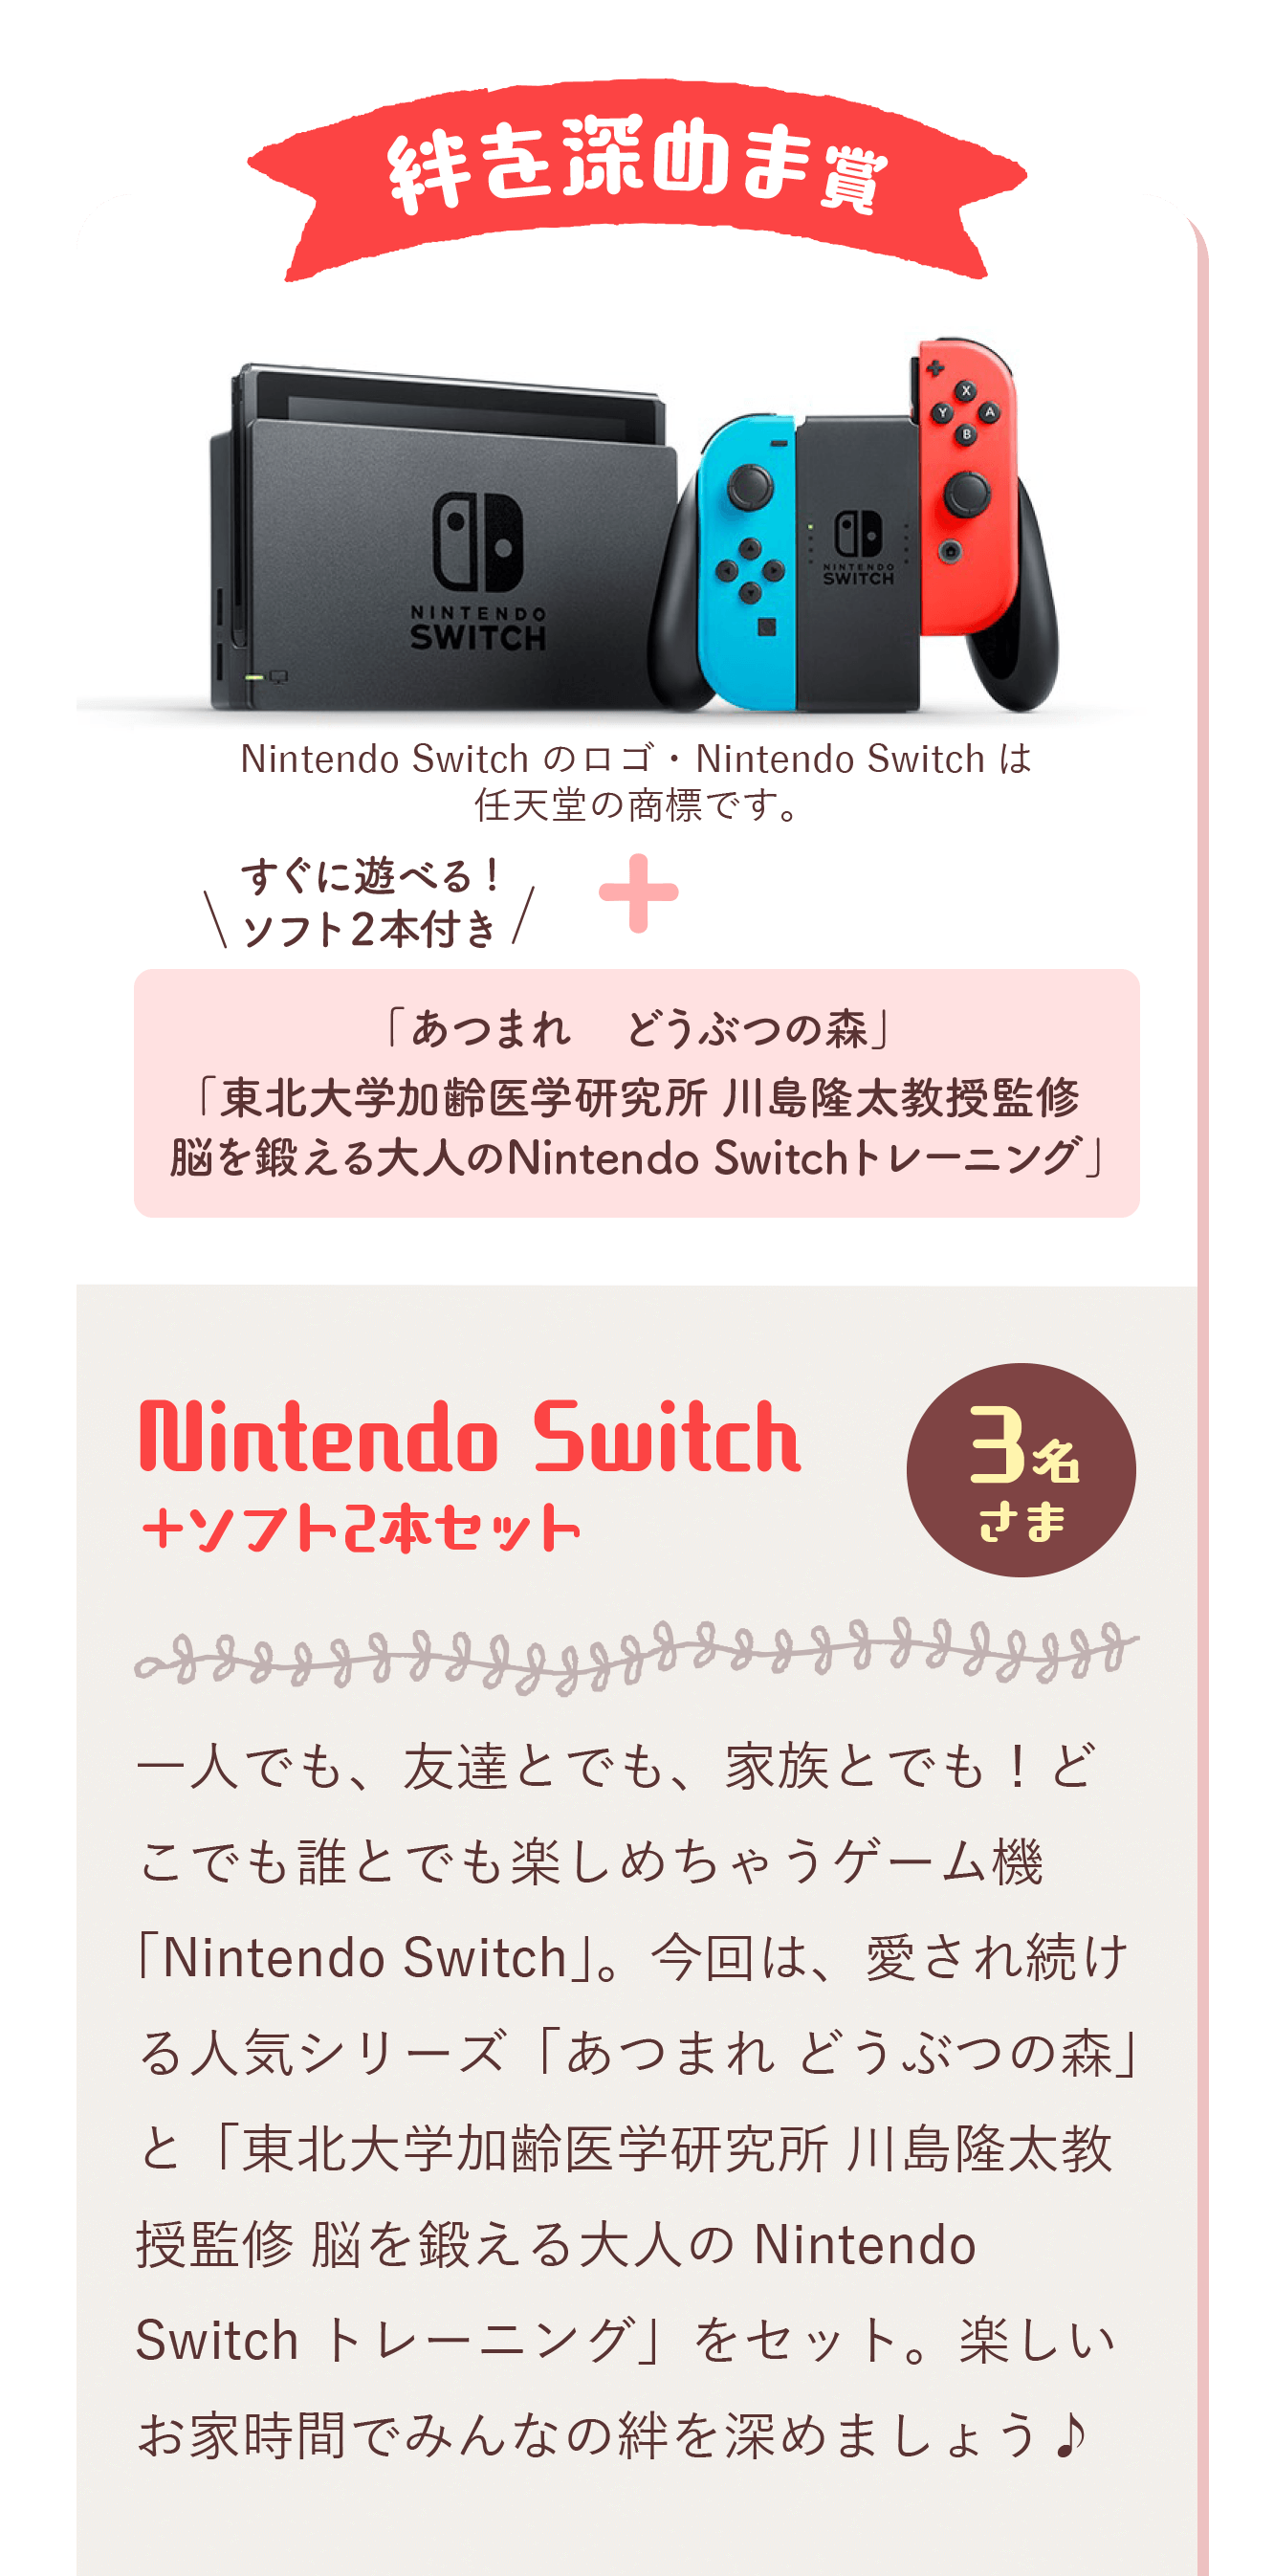 絆を深めま賞
X
Y
A
B
NINTENDO
SWITCH
NINTENDO
SWITCH
Nintendo Switch のロゴ・Nintendo Switch は
任天堂の商標です。
すぐに遊べる！
ソフト2本付き
＋
「あつまれ　どうぶつの森」
「東北大学加齢医学研究所 川島隆太教授監修
脳を鍛える大人のNintendo Switchトレーニング」
Nintendo Switch
＋ソフト2本セット
3名
さま
一人でも、友達とでも、家族とでも！ど
こでも誰とでも楽しめちゃうゲーム機
「Nintendo Switch」。今回は、愛され続け
る人気シリーズ「あつまれ どうぶつの森」
と「東北大学加齢医学研究所 川島隆太教
授監修 脳を鍛える大人の Nintendo
Switch トレーニング」をセット。楽しい
お家時間でみんなの絆を深めましょう♪